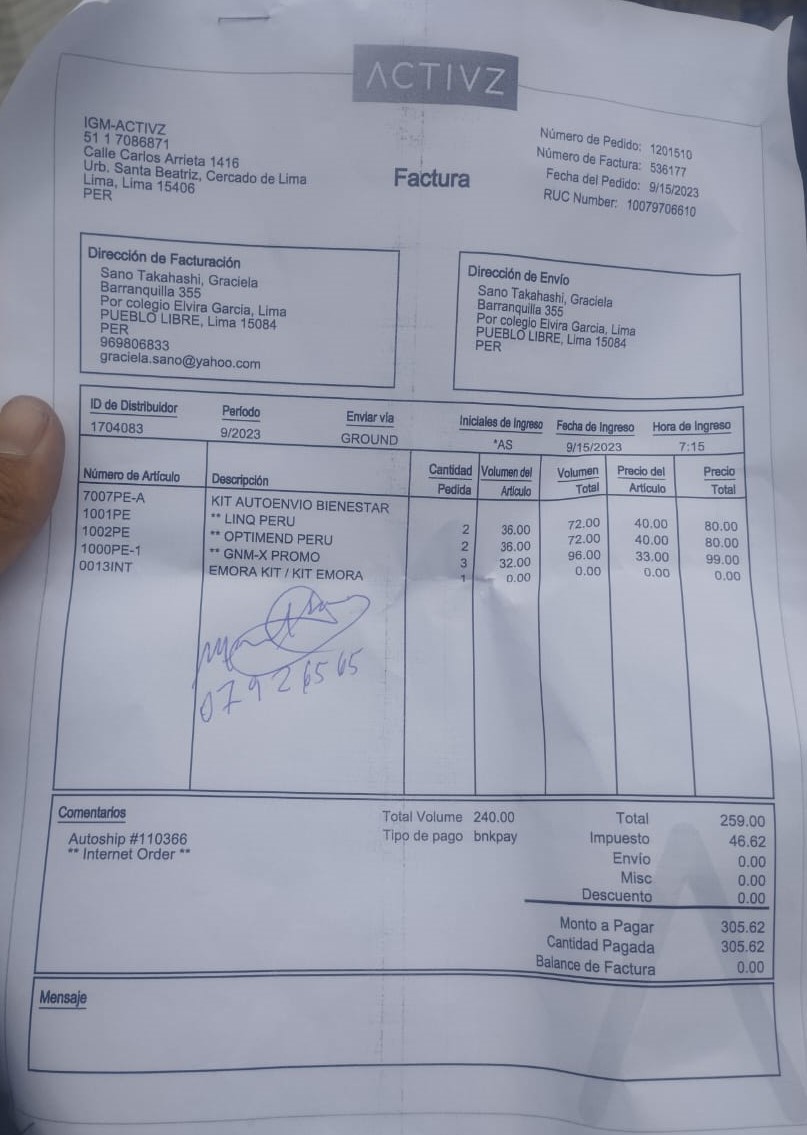 ACTIVZ
IGM-ACTIVZ
51 1 7086871
Calle Carlos Arrieta 1416
Urb. Santa Beatriz, Cercado de Lima
Lima, Lima 15406
PER
Factura
Número de Pedido: 1201510
Número de Factura: 536177
Fecha del Pedido: 9/15/2023
RUC Number: 10079706610
Dirección de Facturación
Sano Takahashi, Graciela
Barranquilla 355
Por colegio Elvira Garcia, Lima
PUEBLO LIBRE, Lima 15084
PER
969806833
graciela.sano@yahoo.com
Dirección de Envío
Sano Takahashi, Graciela
Barranquilla 355
Por colegio Elvira Garcia, Lima
PUEBLO LIBRE, Lima 15084
PER
ID de Distribuidor Período Enviar via Iniciales de Ingreso Fecha de Ingreso Hora de Ingreso
1704083 9/2023 GROUND *AS 9/15/2023 7:15
Número de Artículo Descripción Cantidad Pedida Volumen del Artículo Volumen Total Precio del Artículo Precio Total
7007PE-A KIT AUTOENVIO BIENESTAR
1001PE ** LINQ PERU 2 36.00 72.00 40.00 80.00
1002PE ** OPTIMEND PERU 2 36.00 72.00 40.00 80.00
1000PE-1 ** GNM-X PROMO 3 32.00 96.00 33.00 99.00
0013INT EMORA KIT / KIT EMORA 1 0.00 0.00 0.00 0.00
07926565
Comentarios
Autoship #110366
** Internet Order **
Total Volume 240.00
Tipo de pago bnkpay
Total 259.00
Impuesto 46.62
Envío 0.00
Misc 0.00
Descuento 0.00
Monto a Pagar 305.62
Cantidad Pagada 305.62
Balance de Factura 0.00
Mensaje